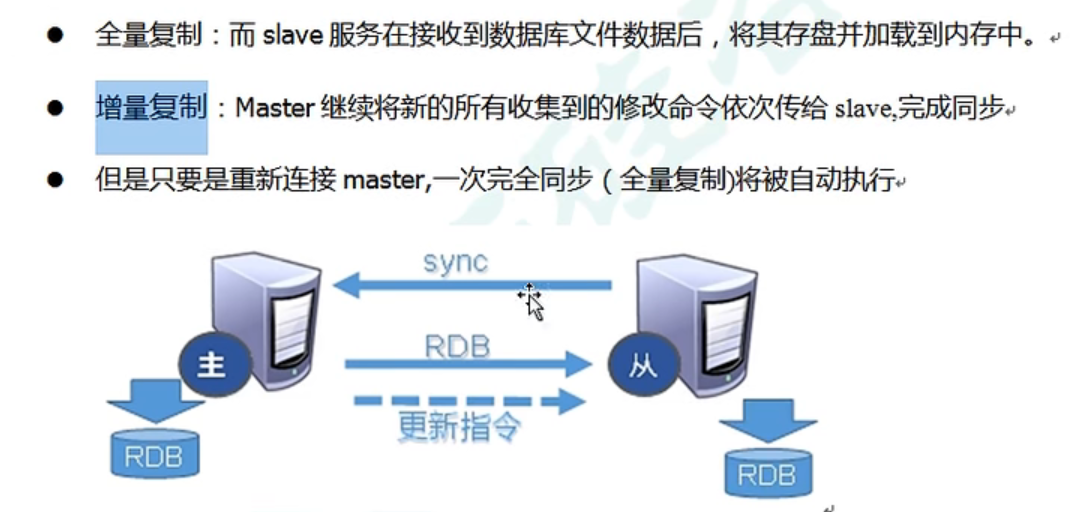 ● 全量复制：而 slave 服务在接收到数据库文件数据后，将其存盘并加载到内存中。
● 增量复制：Master 继续将新的所有收集到的修改命令依次传给 slave,完成同步
● 但是只要是重新连接 master,一次完全同步（全量复制)将被自动执行
sync
RDB
主
从
更新指令
RDB
RDB